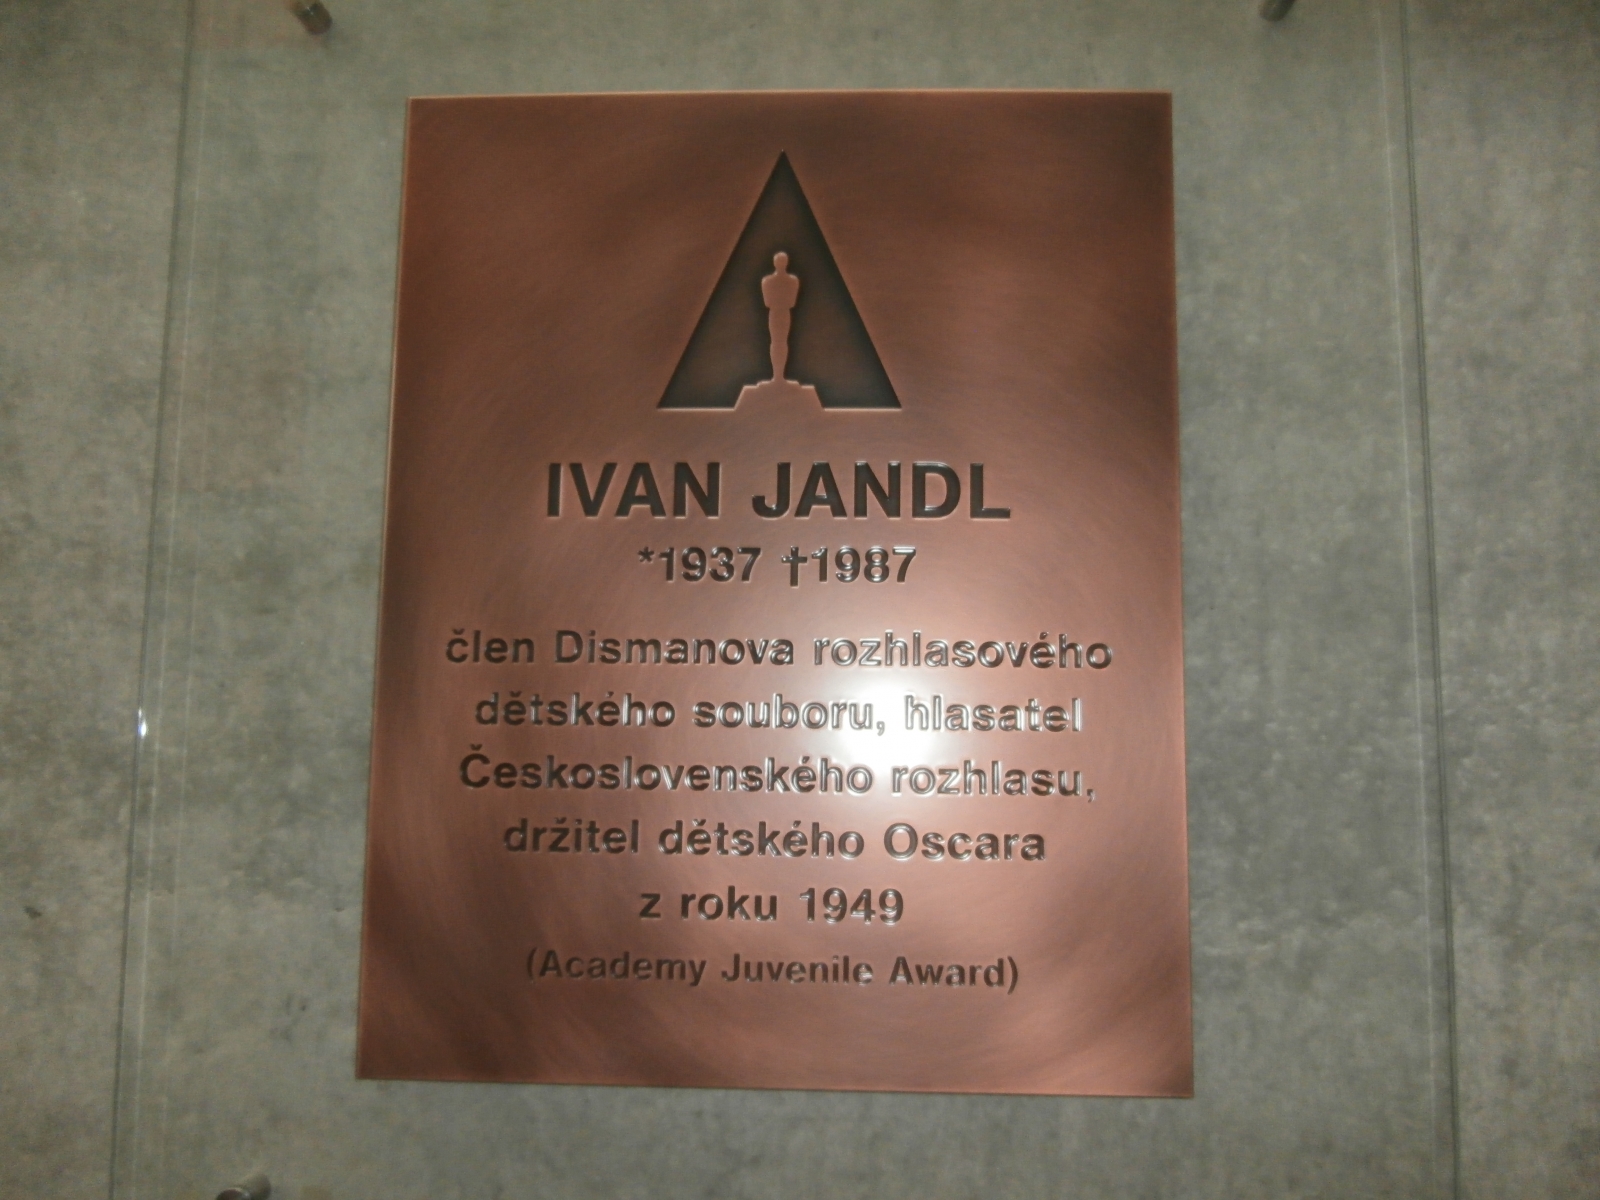 IVAN JANDL
*1937 †1987
člen Dismanova rozhlasového
dětského souboru, hlasatel
Československého rozhlasu,
držitel dětského Oscara
z roku 1949
(Academy Juvenile Award)